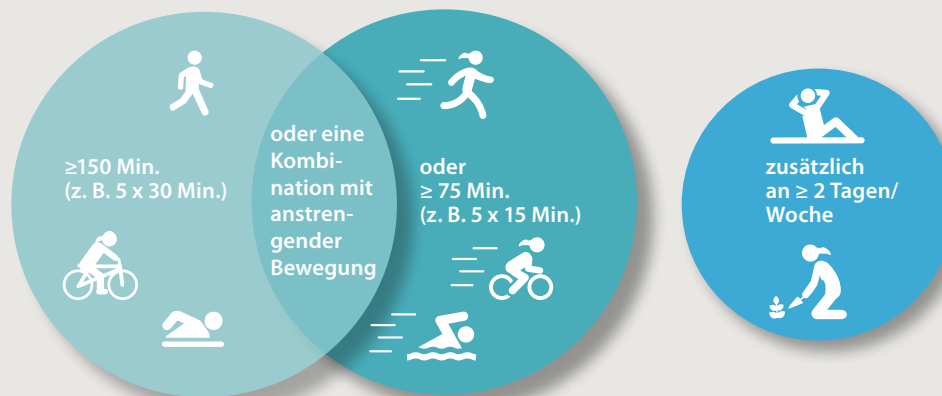 ≥150 Min.
(z. B. 5 x 30 Min.)
oder eine
Kombi-
nation mit
anstren-
gender
Bewegung
oder
≥ 75 Min.
(z. B. 5 x 15 Min.)
zusätzlich
an ≥ 2 Tagen/
Woche